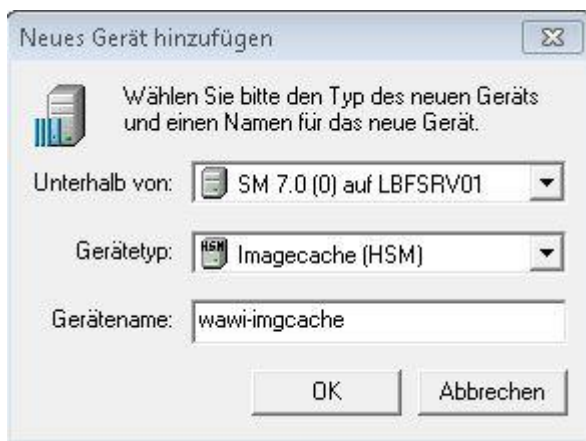 Neues Gerät hinzufügen
Wählen Sie bitte den Typ des neuen Geräts
und einen Namen für das neue Gerät.
Unterhalb von: SM 7.0 (0) auf LBFSRV01
Gerätetyp: HSM Imagecache (HSM)
Gerätename: wawi-imgcache
OK Abbrechen